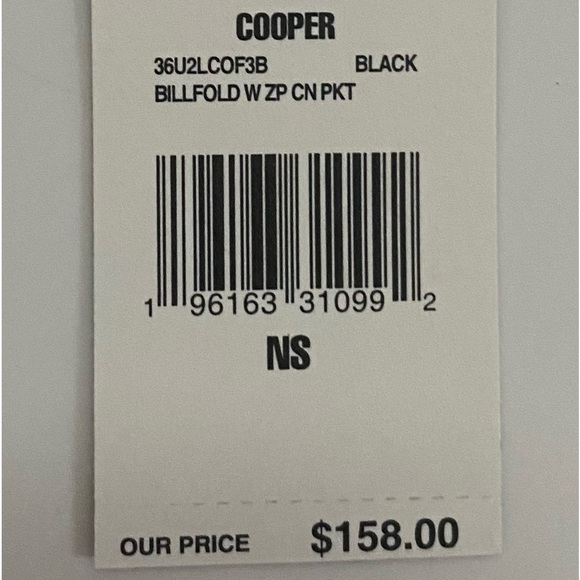 COOPER
36U2LCOF3B BLACK
BILLFOLD W ZP CN PKT
1 96163 31099 2
NS
OUR PRICE $158.00